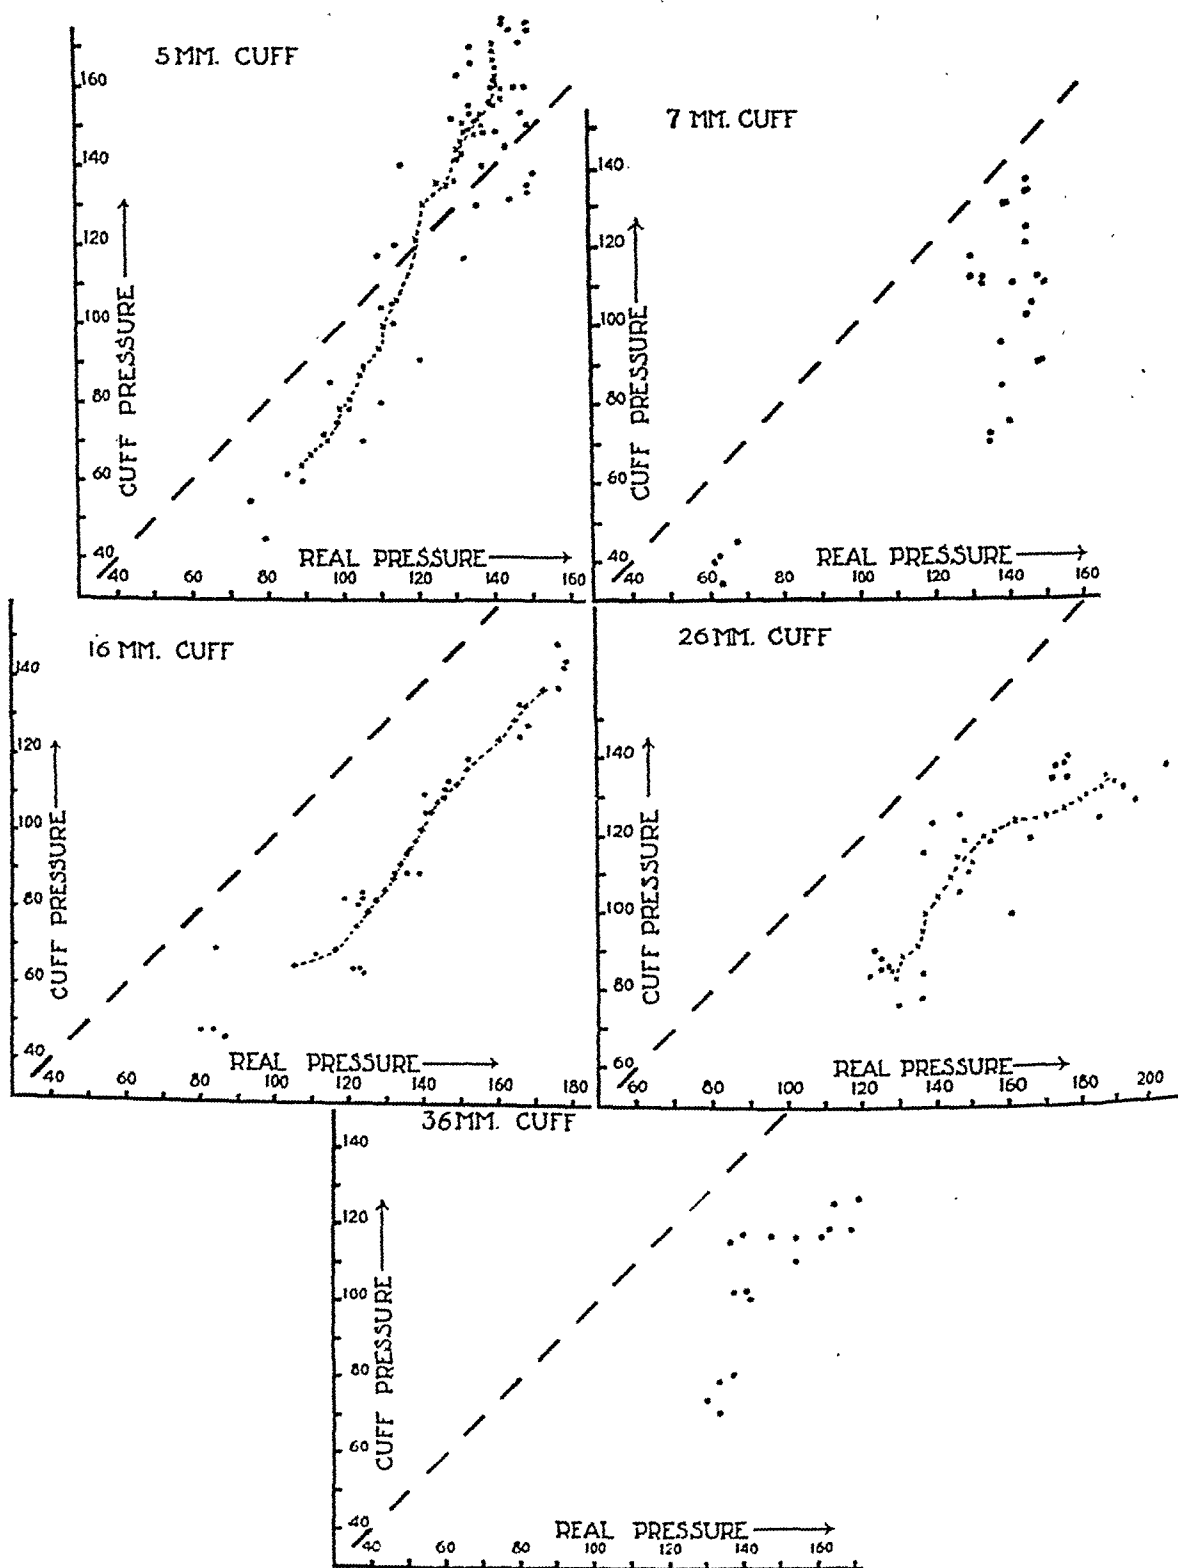 5 MM. CUFF
160
140
120
100
80
60
40
CUFF PRESSURE
REAL PRESSURE
40 60 80 100 120 140 160
7 MM. CUFF
140
120
100
80
60
40
CUFF PRESSURE
REAL PRESSURE
40 60 80 100 120 140 160
16 MM. CUFF
140
120
100
80
60
40
CUFF PRESSURE
REAL PRESSURE
40 60 80 100 120 140 160 180
26 MM. CUFF
140
120
100
80
60
CUFF PRESSURE
REAL PRESSURE
60 80 100 120 140 160 180 200
36 MM. CUFF
140
120
100
80
60
40
CUFF PRESSURE
REAL PRESSURE
40 60 80 100 120 140 160